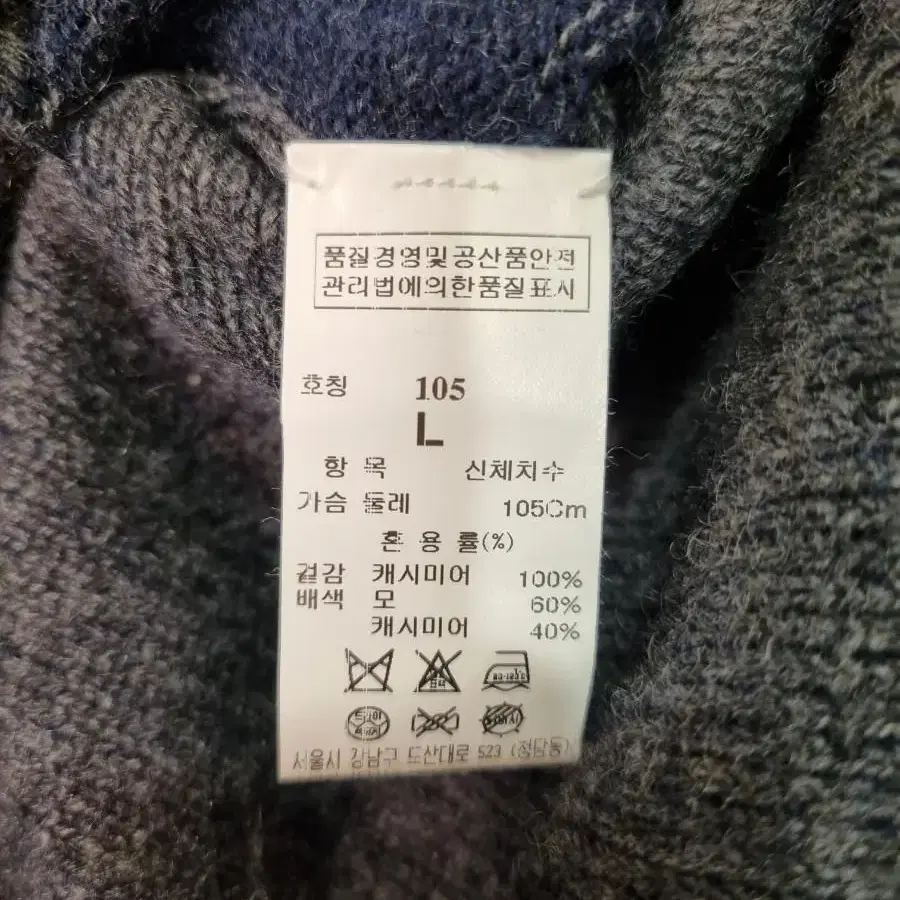 품질경영및공산품안전
관리법에의한품질표시
호칭 105
L
항 목 신체치수
가슴 둘레 105Cm
혼 용 률(%)
겉감 캐시미어 100%
배색 모 60%
캐시미어 40%
서울시 강남구 도산대로 523 (청담동)